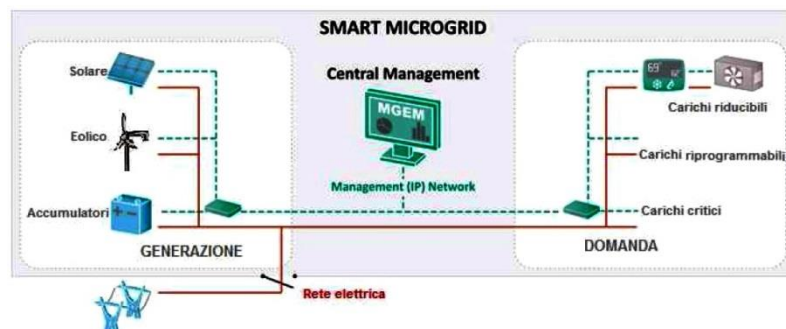 SMART MICROGRID
Central Management
MGEM
Management (IP) Network
Solare
Eolico
Accumulatori
GENERAZIONE
69°
Carichi riducibili
Carichi riprogrammabili
Carichi critici
DOMANDA
Rete elettrica